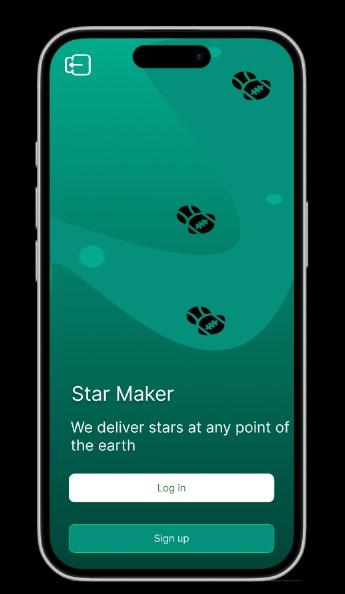 Star Maker
We deliver stars at any point of
the earth
Log in
Sign up